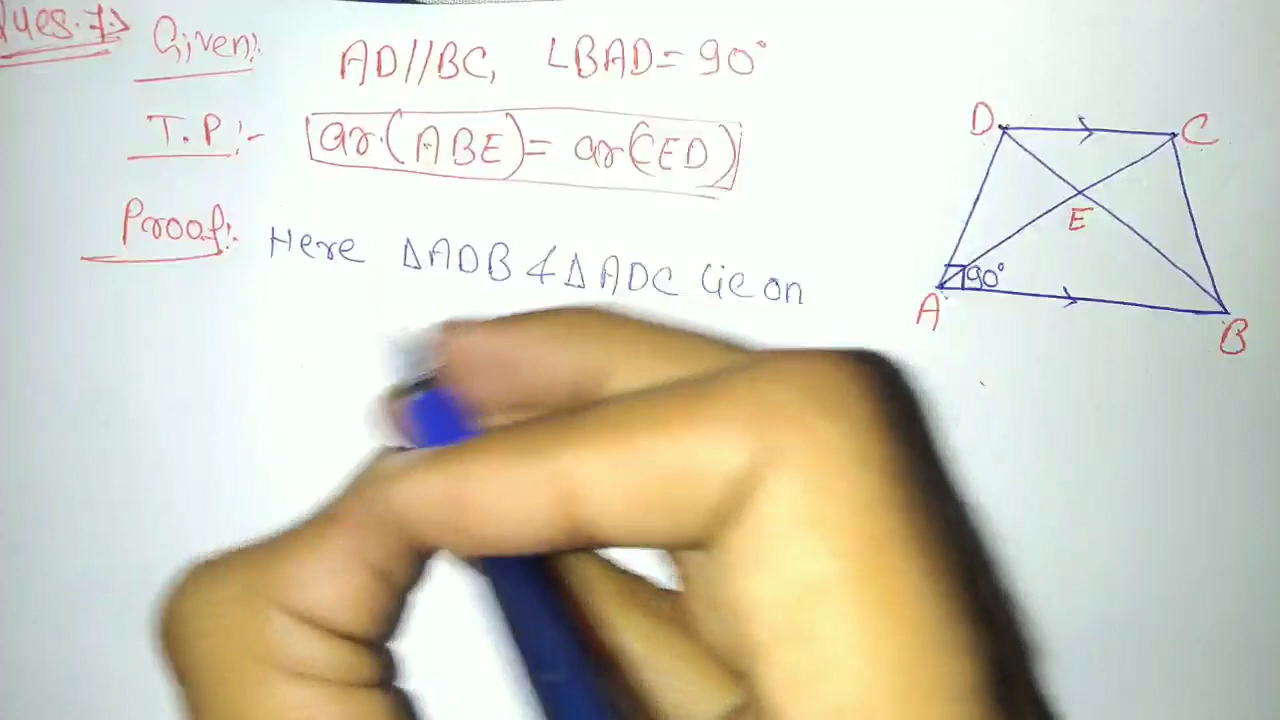 Ques.7:>
Given:
AD//BC, ∠BAD=90°
T.P:-
ar.(ABE)= ar(CED)
Proof:
Here ΔADB & ΔADC Lie on
D
C
E
90°
A
B